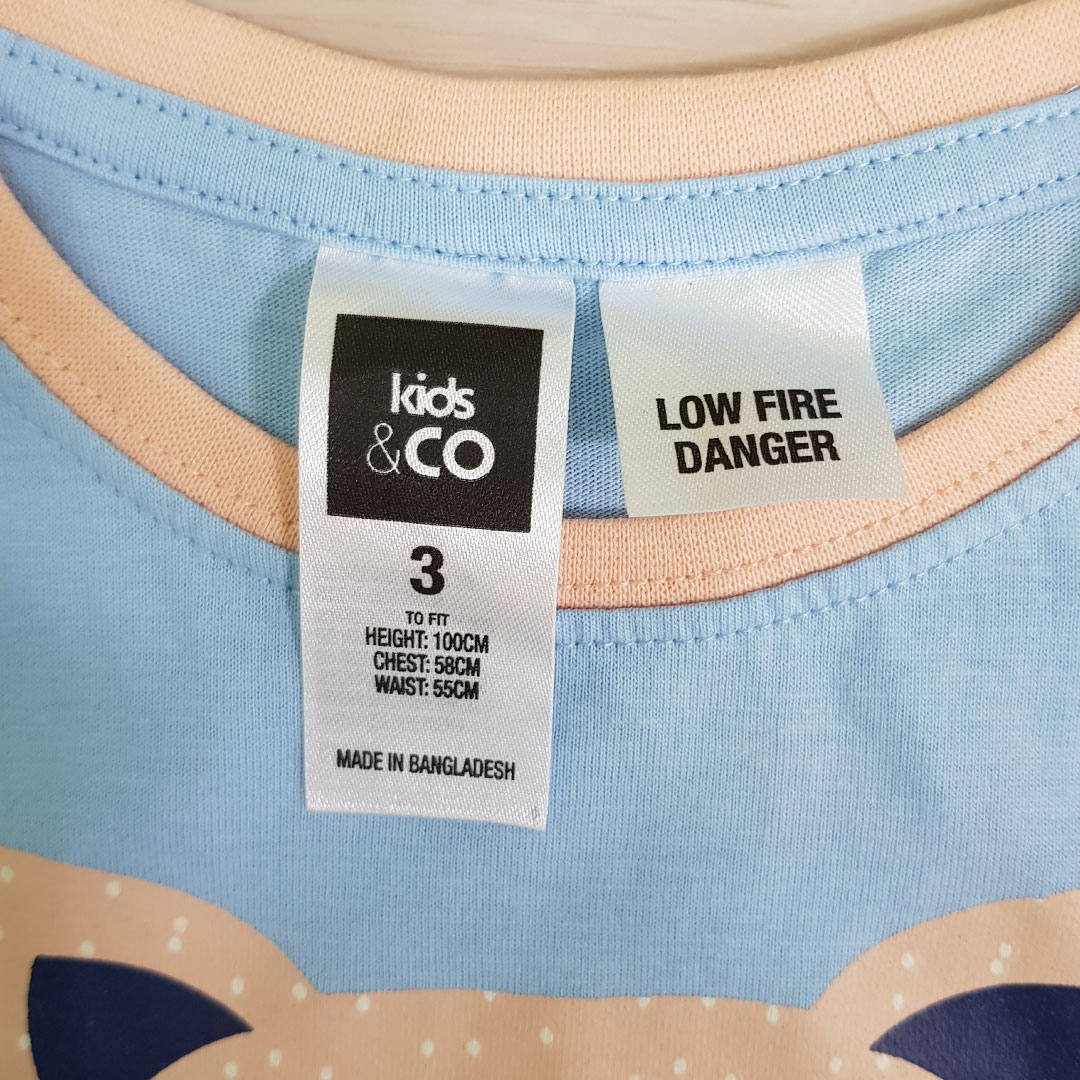 kids
&CO
3
TO FIT
HEIGHT: 100CM
CHEST: 58CM
WAIST: 55CM
MADE IN BANGLADESH
LOW FIRE
DANGER